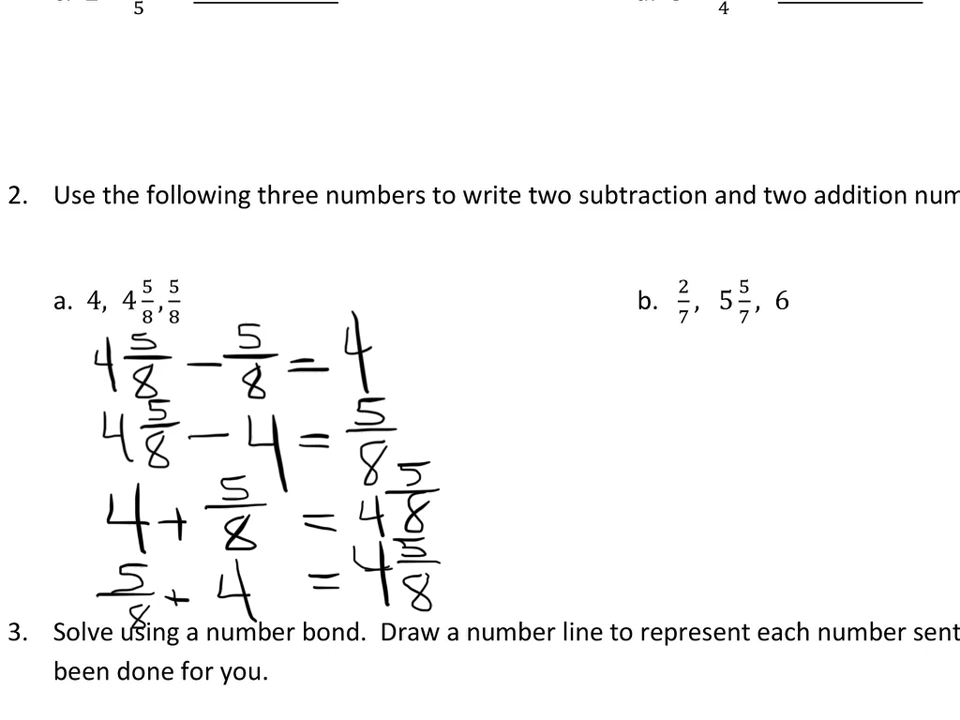 5 4
2. Use the following three numbers to write two subtraction and two addition num
a. 4, 4 5/8, 5/8 b. 2/7, 5 5/7, 6
4 5/8 - 5/8 = 4
4 5/8 - 4 = 5/8
4 + 5/8 = 4 5/8
5/8 + 4 = 4 5/8
3. Solve using a number bond. Draw a number line to represent each number sent
been done for you.